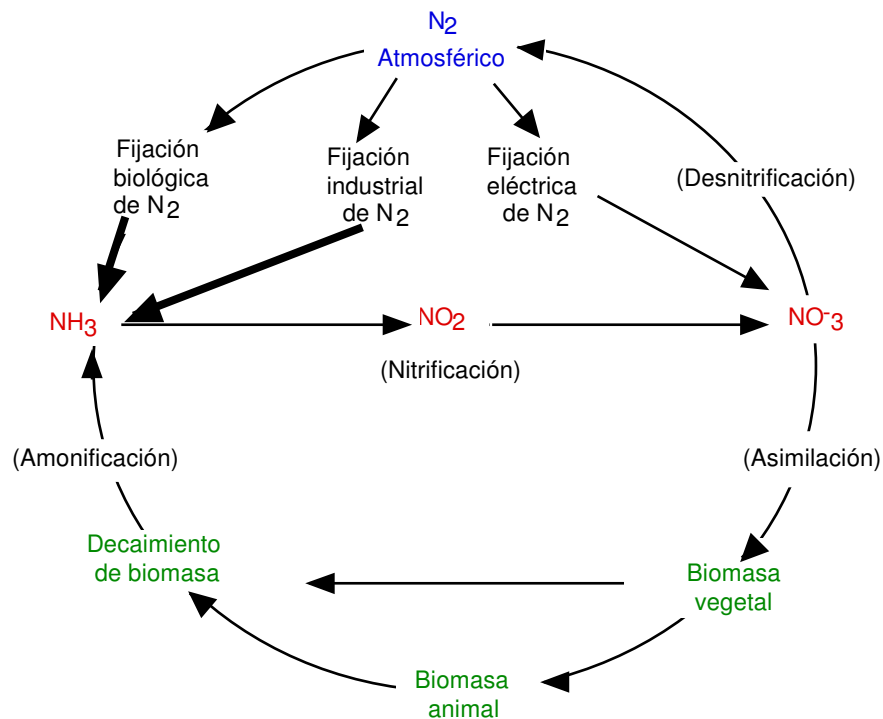 N2
Atmosférico
Fijación
biológica
de N2
Fijación
industrial
de N2
Fijación
eléctrica
de N2
(Desnitrificación)
NH3
NO2
NO-3
(Nitrificación)
(Amonificación)
(Asimilación)
Decaimiento
de biomasa
Biomasa
vegetal
Biomasa
animal